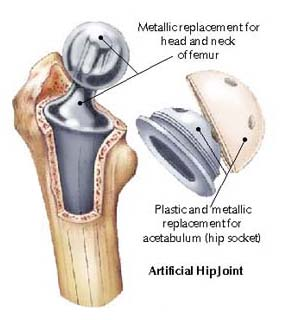 Metallic replacement for
head and neck
of femur
Plastic and metallic
replacement for
acetabulum (hip socket)
Artificial Hip Joint